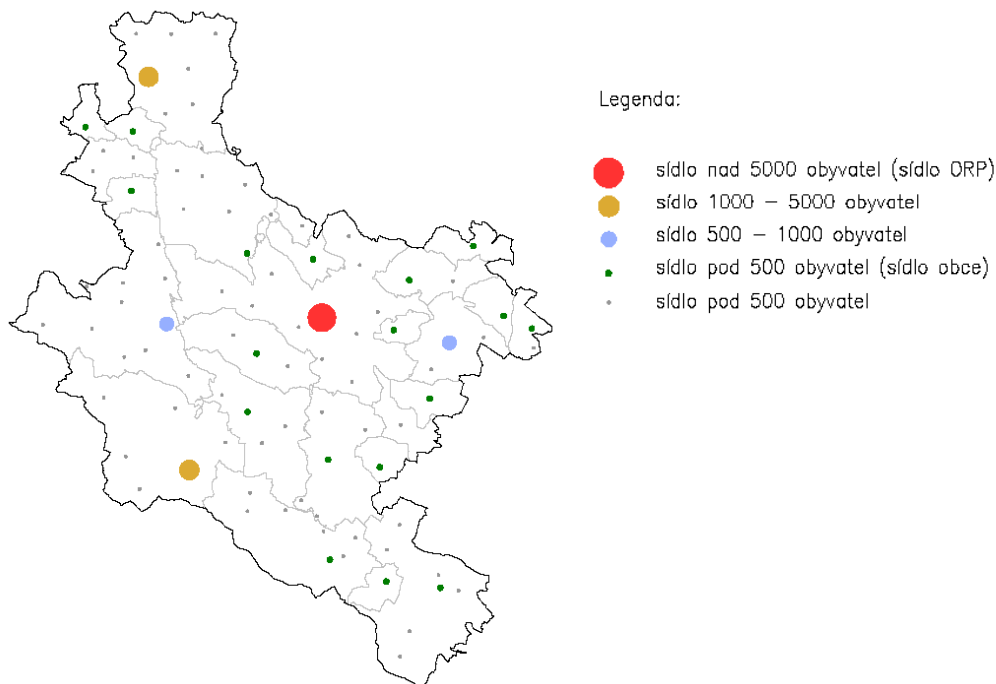 Legenda:
sídlo nad 5000 obyvatel (sídlo ORP)
sídlo 1000 – 5000 obyvatel
sídlo 500 – 1000 obyvatel
sídlo pod 500 obyvatel (sídlo obce)
sídlo pod 500 obyvatel